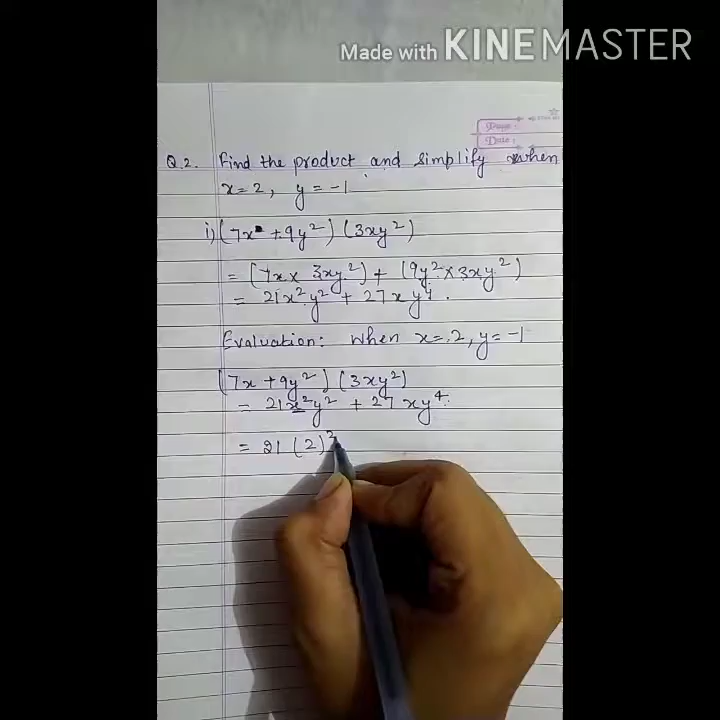 Made with KINEMASTER
Page:
Date:
Q.2. Find the product and simplify when
x=2, y=-1
i) (7x +9y²) (3xy²)
= (7x × 3xy²) + (9y² × 3xy²)
= 21x²y² + 27xy⁴.
Evaluation: when x=2, y=-1
(7x+9y²) (3xy²)
= 21x²y² + 27xy⁴.
= 21 (2)²